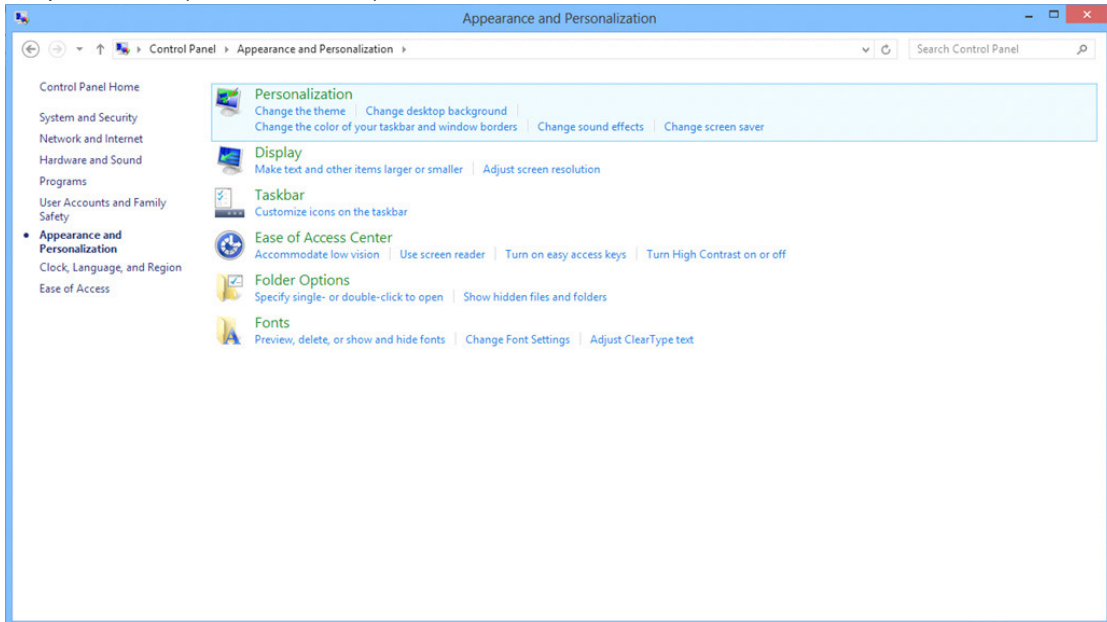 Appearance and Personalization
Control Panel Appearance and Personalization
Search Control Panel
Control Panel Home
System and Security
Network and Internet
Hardware and Sound
Programs
User Accounts and Family
Safety
Appearance and
Personalization
Clock, Language, and Region
Ease of Access
Personalization
Change the theme Change desktop background
Change the color of your taskbar and window borders Change sound effects Change screen saver
Display
Make text and other items larger or smaller Adjust screen resolution
Taskbar
Customize icons on the taskbar
Ease of Access Center
Accommodate low vision Use screen reader Turn on easy access keys Turn High Contrast on or off
Folder Options
Specify single- or double-click to open Show hidden files and folders
Fonts
Preview, delete, or show and hide fonts Change Font Settings Adjust ClearType text